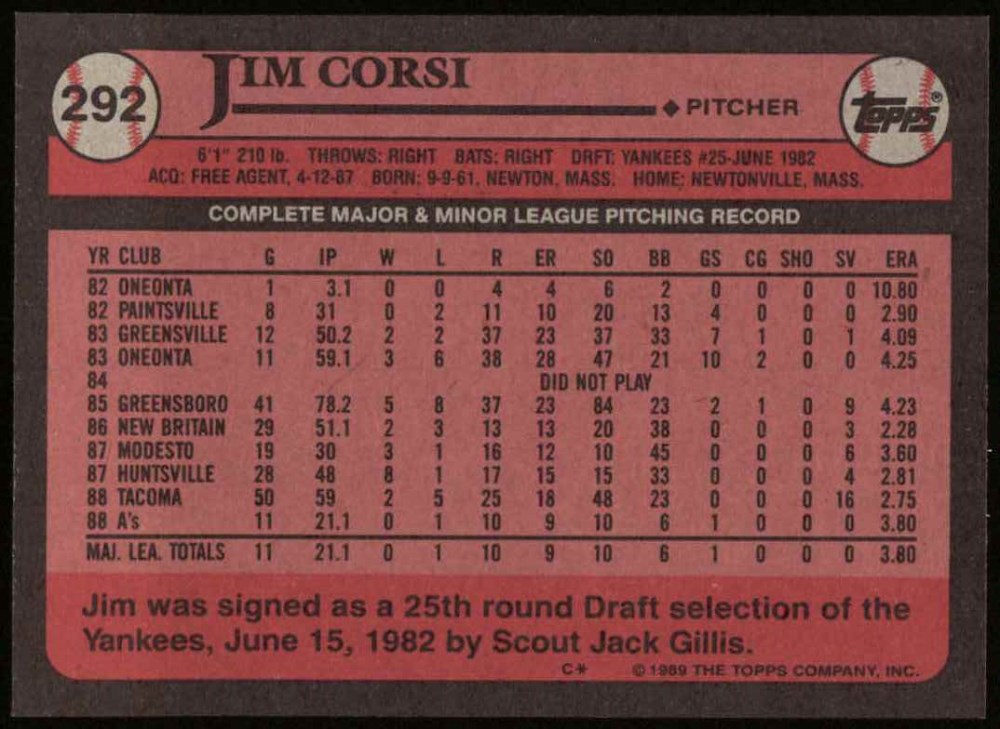 292 JIM CORSI
◆ PITCHER topps®
6'1" 210 lb. THROWS: RIGHT BATS: RIGHT DRFT: YANKEES #25-JUNE 1982
ACQ: FREE AGENT, 4-12-87 BORN: 9-9-61, NEWTON, MASS. HOME: NEWTONVILLE, MASS.
COMPLETE MAJOR & MINOR LEAGUE PITCHING RECORD
YR CLUB G IP W L R ER SO BB GS CG SHO SV ERA
82 ONEONTA 1 3.1 0 0 4 4 6 2 0 0 0 0 10.80
82 PAINTSVILLE 8 31 0 2 11 10 20 13 4 0 0 0 2.90
83 GREENSVILLE 12 50.2 2 2 37 23 37 33 7 1 0 1 4.09
83 ONEONTA 11 59.1 3 6 38 28 47 21 10 2 0 0 4.25
84 DID NOT PLAY
85 GREENSBORO 41 78.2 5 8 37 23 84 23 2 1 0 9 4.23
86 NEW BRITAIN 29 51.1 2 3 13 13 20 38 0 0 0 3 2.28
87 MODESTO 19 30 3 1 16 12 10 45 0 0 0 6 3.60
87 HUNTSVILLE 28 48 8 1 17 15 15 33 0 0 0 4 2.81
88 TACOMA 50 59 2 5 25 18 48 23 0 0 0 16 2.75
88 A's 11 21.1 0 1 10 9 10 6 1 0 0 0 3.80
MAJ. LEA. TOTALS 11 21.1 0 1 10 9 10 6 1 0 0 0 3.80
Jim was signed as a 25th round Draft selection of the
Yankees, June 15, 1982 by Scout Jack Gillis.
C* © 1989 THE TOPPS COMPANY, INC.